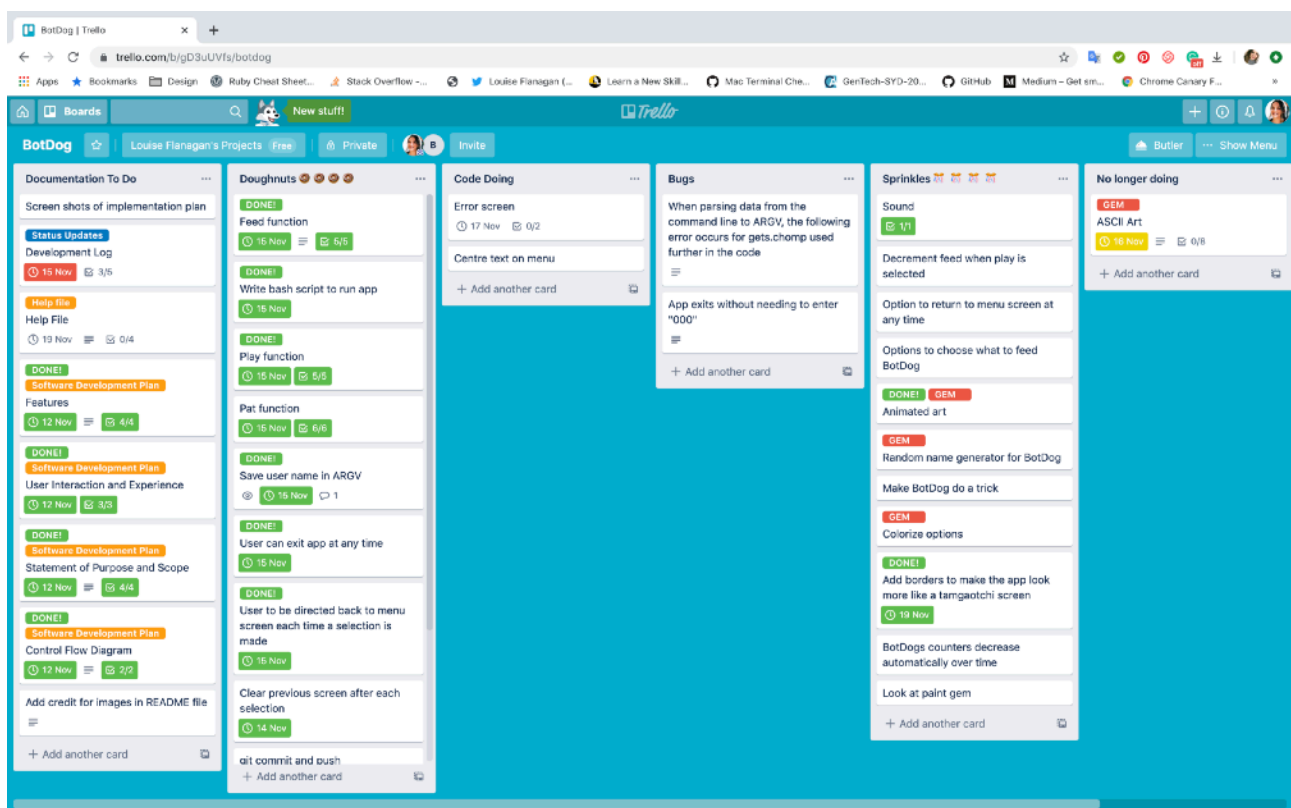 BotDog | Trello
trello.com/b/gD3uUVfs/botdog
Apps Bookmarks Design Ruby Cheat Sheet... Stack Overflow -... Louise Flanagan (... Learn a New Skill... Mac Terminal Che... GenTech-SYD-20... GitHub Medium – Get sm... Chrome Canary F... »
Boards New stuff! Trello
BotDog Louise Flanagan's Projects Free Private B Invite Butler ... Show Menu
Documentation To Do ...
Screen shots of implementation plan
Status Updates
Development Log
15 Nov 3/5
Help file
Help File
19 Nov 0/4
DONE!
Software Development Plan
Features
12 Nov 4/4
DONE!
Software Development Plan
User Interaction and Experience
12 Nov 3/3
DONE!
Software Development Plan
Statement of Purpose and Scope
12 Nov 4/4
DONE!
Software Development Plan
Control Flow Diagram
12 Nov 2/2
Add credit for images in README file
+ Add another card
Doughnuts 🍩 🍩 🍩 🍩 ...
DONE!
Feed function
15 Nov 5/5
DONE!
Write bash script to run app
15 Nov
DONE!
Play function
15 Nov 5/5
Pat function
15 Nov 6/6
DONE!
Save user name in ARGV
15 Nov 1
DONE!
User can exit app at any time
15 Nov
DONE!
User to be directed back to menu
screen each time a selection is
made
15 Nov
Clear previous screen after each
selection
14 Nov
git commit and push
+ Add another card
Code Doing ...
Error screen
17 Nov 0/2
Centre text on menu
+ Add another card
Bugs ...
When parsing data from the
command line to ARGV, the following
error occurs for gets.chomp used
further in the code
App exits without needing to enter
"000"
+ Add another card
Sprinkles ...
Sound
1/1
Decrement feed when play is
selected
Option to return to menu screen at
any time
Options to choose what to feed
BotDog
DONE! GEM
Animated art
GEM
Random name generator for BotDog
Make BotDog do a trick
GEM
Colorize options
DONE!
Add borders to make the app look
more like a tamgaotchi screen
19 Nov
BotDogs counters decrease
automatically over time
Look at paint gem
+ Add another card
No longer doing ...
GEM
ASCII Art
16 Nov 0/8
+ Add another card